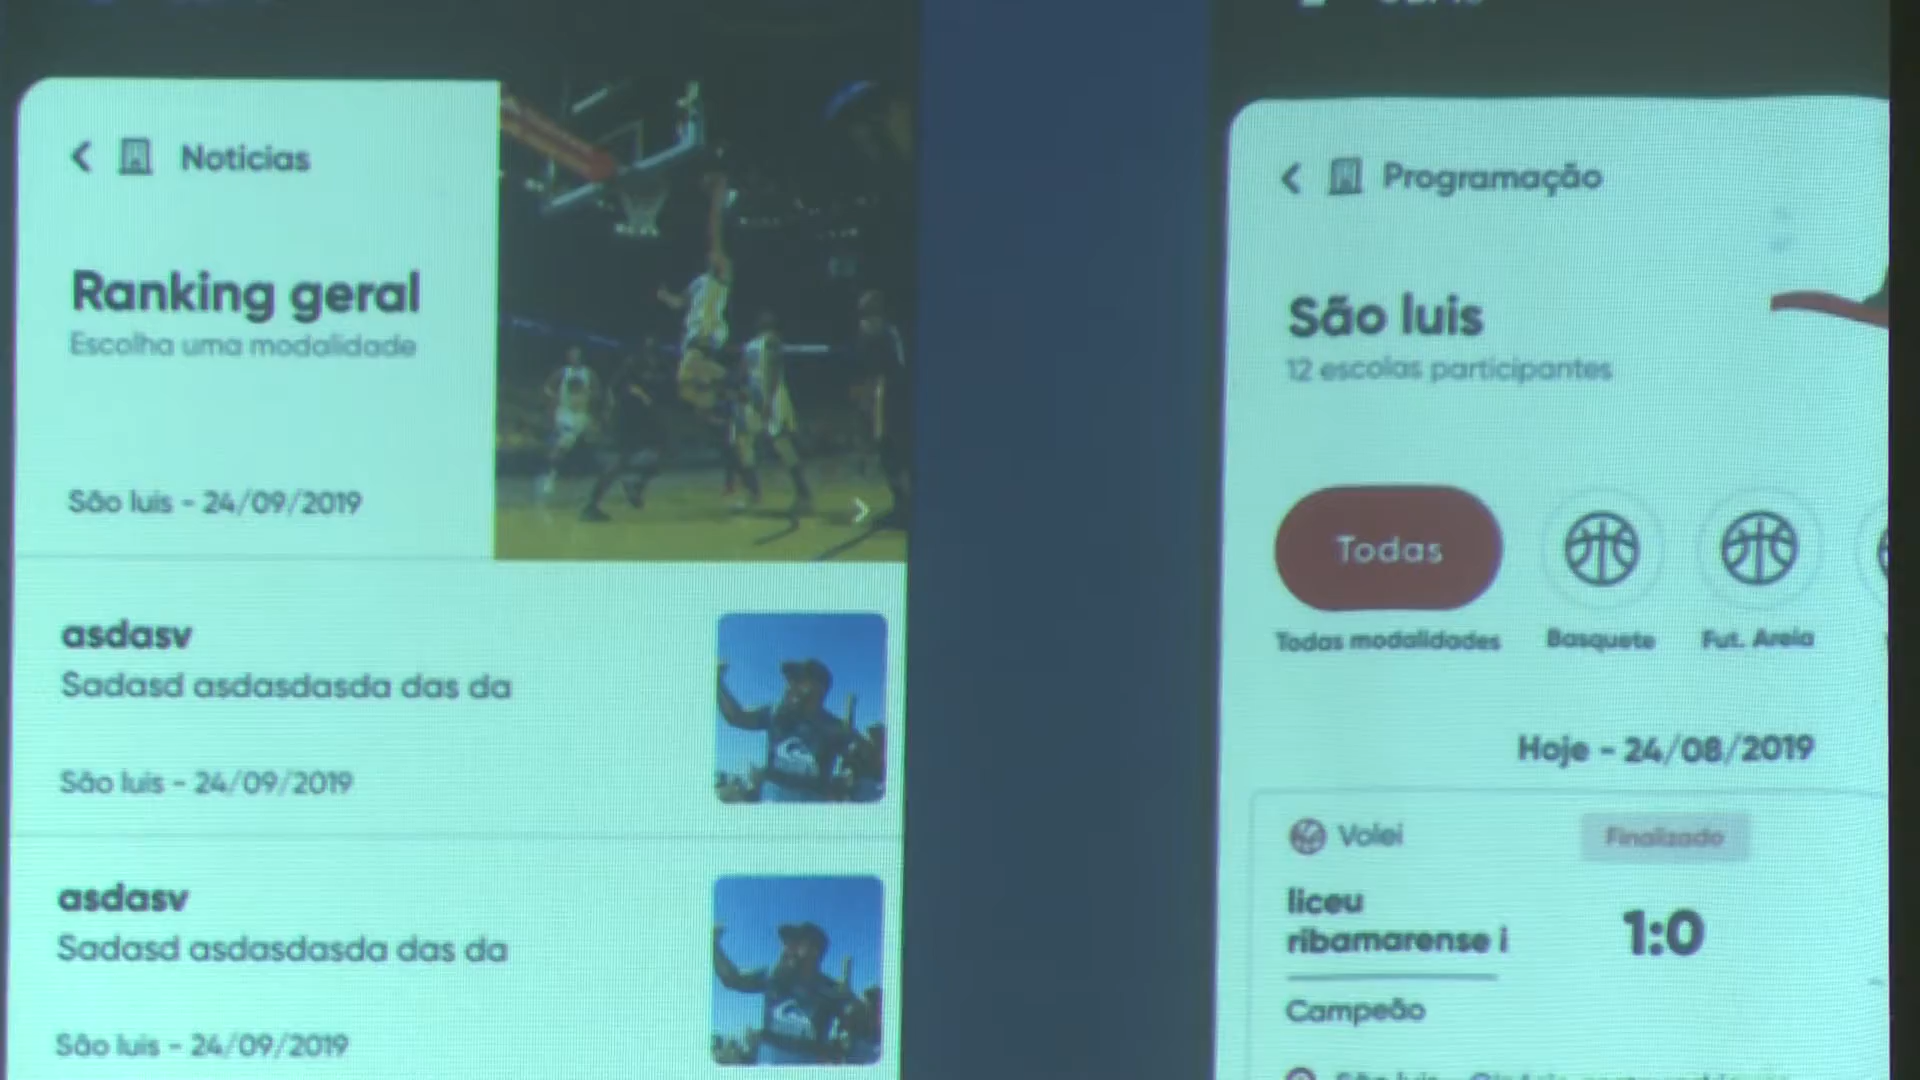 Noticias
Ranking geral
Escolha uma modalidade
São luis - 24/09/2019
asdasv
Sadasd asdasdasda das da
São luis - 24/09/2019
asdasv
Sadasd asdasdasda das da
São luis - 24/09/2019
Programação
São luis
12 escolas participantes
Todas
Todas modalidades
Basquete
Fut. Areia
Hoje - 24/08/2019
Volei
Finalizado
liceu
ribamarense i
1:0
Campeão